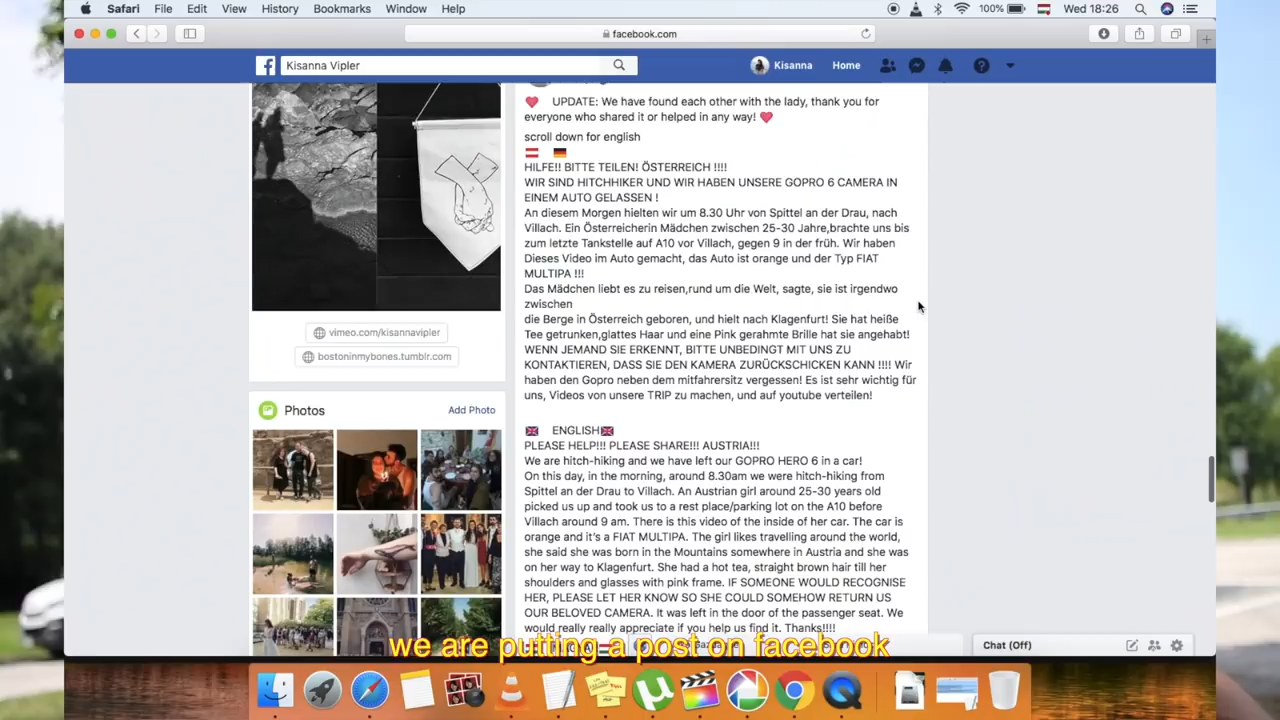 Safari File Edit View History Bookmarks Window Help 100% Wed 18:26
facebook.com
Kisanna Vipler Kisanna Home
UPDATE: We have found each other with the lady, thank you for
everyone who shared it or helped in any way!
scroll down for english
HILFE!! BITTE TEILEN! ÖSTERREICH !!!!
WIR SIND HITCHHIKER UND WIR HABEN UNSERE GOPRO 6 CAMERA IN
EINEM AUTO GELASSEN !
An diesem Morgen hielten wir um 8.30 Uhr von Spittel an der Drau, nach
Villach. Ein Österreicherin Mädchen zwischen 25-30 Jahre,brachte uns bis
zum letzte Tankstelle auf A10 vor Villach, gegen 9 in der früh. Wir haben
Dieses Video im Auto gemacht, das Auto ist orange und der Typ FIAT
MULTIPA !!!
Das Mädchen liebt es zu reisen,rund um die Welt, sagte, sie ist irgendwo
zwischen
die Berge in Österreich geboren, und hielt nach Klagenfurt! Sie hat heiße
Tee getrunken,glattes Haar und eine Pink gerahmte Brille hat sie angehabt!
WENN JEMAND SIE ERKENNT, BITTE UNBEDINGT MIT UNS ZU
KONTAKTIEREN, DASS SIE DEN KAMERA ZURÜCKSCHICKEN KANN !!!! Wir
haben den Gopro neben dem mitfahrersitz vergessen! Es ist sehr wichtig für
uns, Videos von unsere TRIP zu machen, und auf youtube verteilen!
ENGLISH
PLEASE HELP!!! PLEASE SHARE!!! AUSTRIA!!!
We are hitch-hiking and we have left our GOPRO HERO 6 in a car!
On this day, in the morning, around 8.30am we were hitch-hiking from
Spittel an der Drau to Villach. An Austrian girl around 25-30 years old
picked us up and took us to a rest place/parking lot on the A10 before
Villach around 9 am. There is this video of the inside of her car. The car is
orange and it's a FIAT MULTIPA. The girl likes travelling around the world,
she said she was born in the Mountains somewhere in Austria and she was
on her way to Klagenfurt. She had a hot tea, straight brown hair till her
shoulders and glasses with pink frame. IF SOMEONE WOULD RECOGNISE
HER, PLEASE LET HER KNOW SO SHE COULD SOMEHOW RETURN US
OUR BELOVED CAMERA. It was left in the door of the passenger seat. We
would really really appreciate if you help us find it. Thanks!!!!
vimeo.com/kisannavipler
bostoninmybones.tumblr.com
Photos Add Photo
Chat (Off)
we are putting a post on facebook